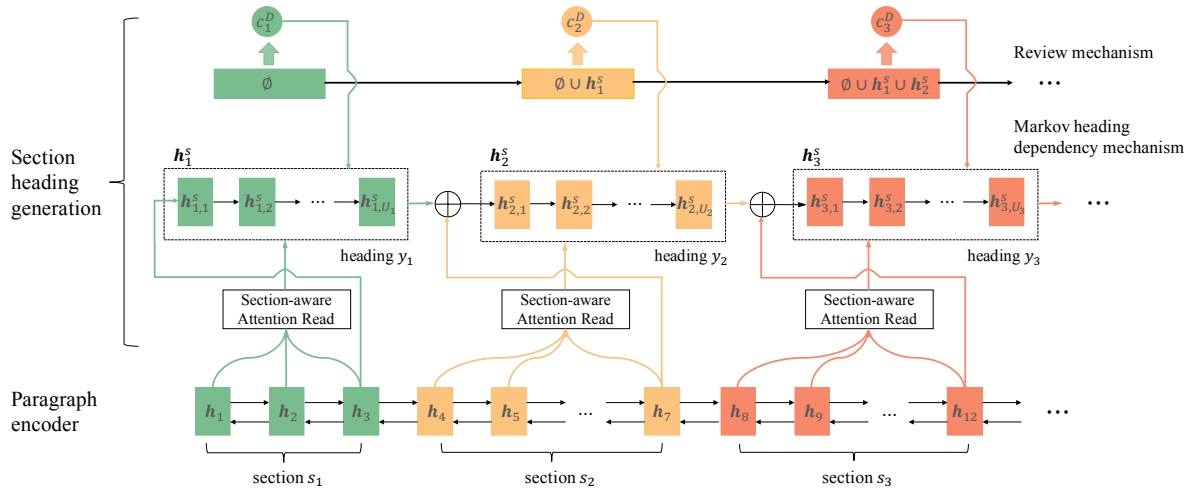 c_1^D
c_2^D
c_3^D
∅
∅ ∪ h_1^s
∅ ∪ h_1^s ∪ h_2^s
...
Review mechanism
Markov heading
dependency mechanism
Section
heading
generation
h_1^s
h_{1,1}^s
h_{1,2}^s
...
h_{1,U_1}^s
heading y_1
h_2^s
h_{2,1}^s
h_{2,2}^s
...
h_{2,U_2}^s
heading y_2
h_3^s
h_{3,1}^s
h_{3,2}^s
...
h_{3,U_3}^s
heading y_3
...
Section-aware
Attention Read
Section-aware
Attention Read
Section-aware
Attention Read
Paragraph
encoder
h_1
h_2
h_3
h_4
h_5
...
h_7
h_8
h_9
...
h_12
...
section s_1
section s_2
section s_3